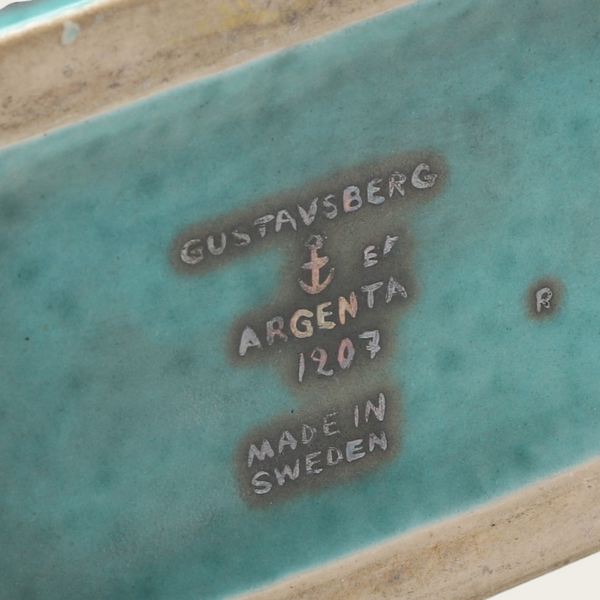 GUSTAVSBERG
EF
ARGENTA
1207
MADE IN
SWEDEN
R